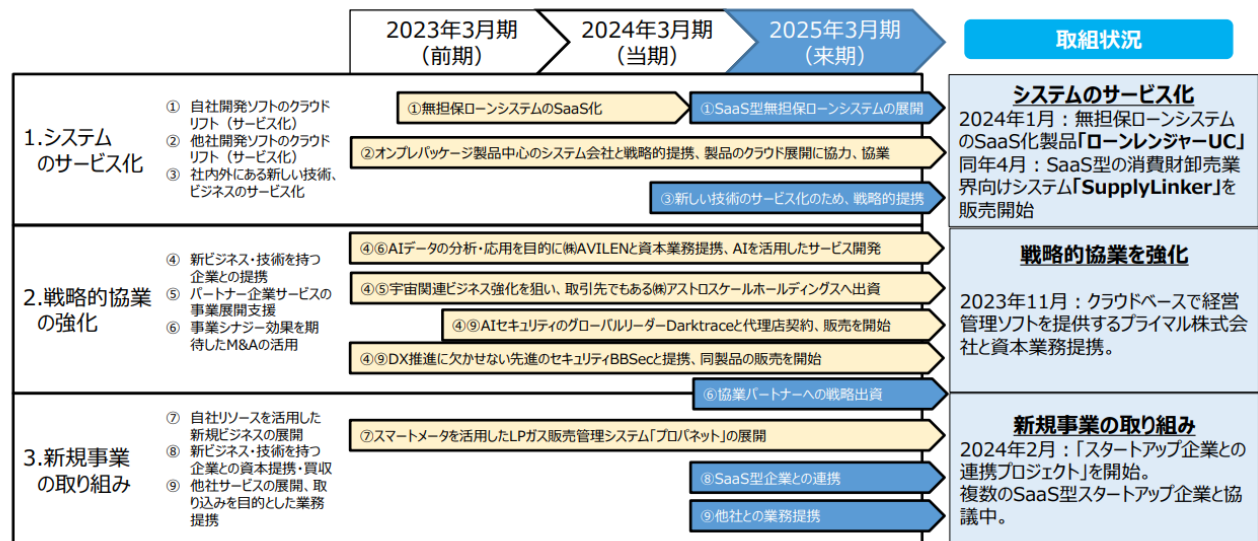 2023年3月期
(前期)
2024年3月期
(当期)
2025年3月期
(来期)
取組状況
1.システム
のサービス化
① 自社開発ソフトのクラウド
リフト（サービス化）
② 他社開発ソフトのクラウド
リフト（サービス化）
③ 社内外にある新しい技術、
ビジネスのサービス化
①無担保ローンシステムのSaaS化
①SaaS型無担保ローンシステムの展開
②オンプレパッケージ製品中心のシステム会社と戦略的提携、製品のクラウド展開に協力、協業
③新しい技術のサービス化のため、戦略的提携
システムのサービス化
2024年1月：無担保ローンシステム
のSaaS化製品「ローンレンジャーUC」
同年4月：SaaS型の消費財卸売業
界向けシステム「SupplyLinker」を
販売開始
2.戦略的協業
の強化
④ 新ビジネス・技術を持つ
企業との提携
⑤ パートナー企業サービスの
事業展開支援
⑥ 事業シナジー効果を期
待したM&Aの活用
④⑥AIデータの分析・応用を目的に㈱AVILENと資本業務提携、AIを活用したサービス開発
④⑤宇宙関連ビジネス強化を狙い、取引先でもある㈱アストロスケールホールディングスへ出資
④⑨AIセキュリティのグローバルリーダーDarktraceと代理店契約、販売を開始
④⑨DX推進に欠かせない先進のセキュリティBBSecと提携、同製品の販売を開始
⑥協業パートナーへの戦略出資
戦略的協業を強化
2023年11月：クラウドベースで経営
管理ソフトを提供するプライマル株式会
社と資本業務提携。
3.新規事業
の取り組み
⑦ 自社リソースを活用した
新規ビジネスの展開
⑧ 新ビジネス・技術を持つ
企業との資本提携・買収
⑨ 他社サービスの展開、取
り込みを目的とした業務
提携
⑦スマートメータを活用したLPガス販売管理システム「プロパネット」の展開
⑧SaaS型企業との連携
⑨他社との業務提携
新規事業の取り組み
2024年2月：「スタートアップ企業との
連携プロジェクト」を開始。
複数のSaaS型スタートアップ企業と協
議中。